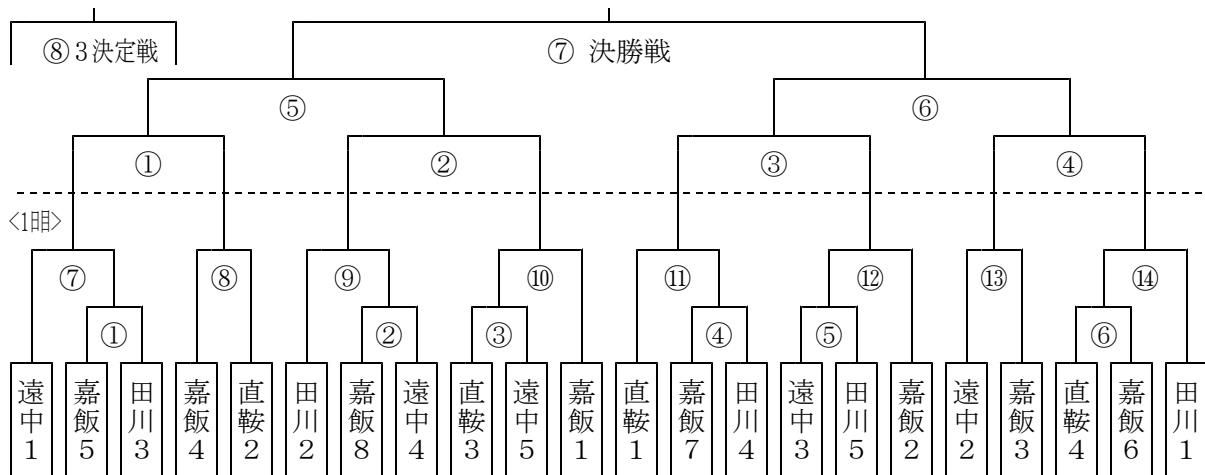 ⑧3決定戦 ⑦ 決勝戦
⑤ ⑥
① ② ③ ④
<1日目>
⑦ ⑧ ⑨ ⑩ ⑪ ⑫ ⑬ ⑭
① ② ③ ④ ⑤ ⑥
遠中1 嘉飯5 田川3 嘉飯4 直鞍2 田川2 嘉飯8 遠中4 直鞍3 遠中5 嘉飯1 直鞍1 嘉飯7 田川4 遠中3 田川5 嘉飯2 遠中2 嘉飯3 直鞍4 嘉飯6 田川1